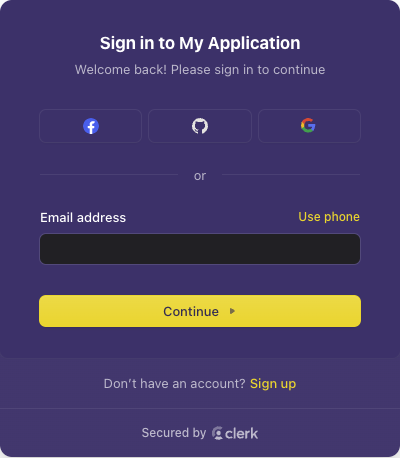 Sign in to My Application
Welcome back! Please sign in to continue
or
Email address Use phone
Continue
Don't have an account? Sign up
Secured by clerk